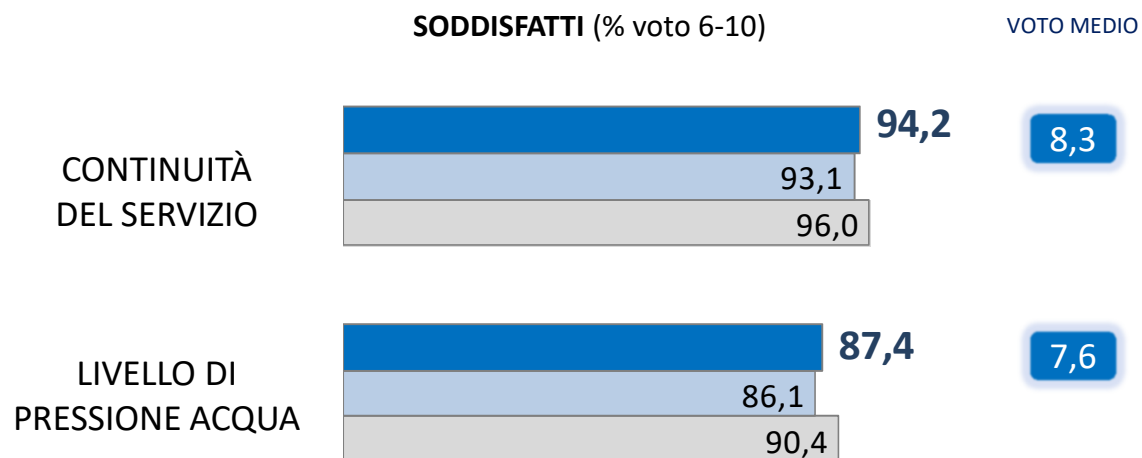 SODDISFATTI (% voto 6-10)
VOTO MEDIO
CONTINUITÀ
DEL SERVIZIO
94,2
93,1
96,0
8,3
LIVELLO DI
PRESSIONE ACQUA
87,4
86,1
90,4
7,6